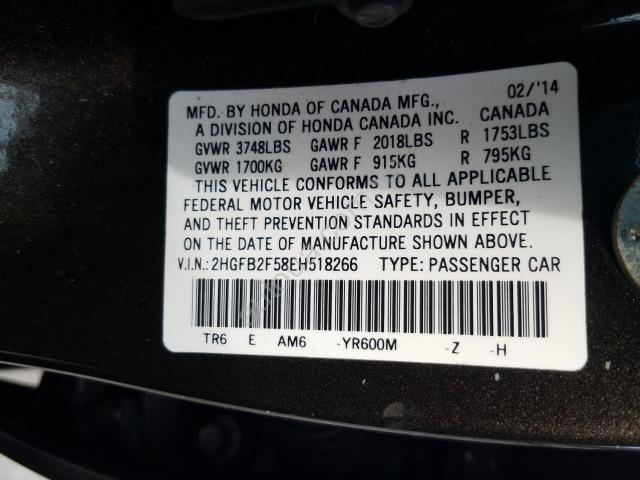 02/'14
MFD. BY HONDA OF CANADA MFG., CANADA
A DIVISION OF HONDA CANADA INC.
GVWR 3748LBS GAWR F 2018LBS R 1753LBS
GVWR 1700KG GAWR F 915KG R 795KG
THIS VEHICLE CONFORMS TO ALL APPLICABLE
FEDERAL MOTOR VEHICLE SAFETY, BUMPER,
AND THEFT PREVENTION STANDARDS IN EFFECT
ON THE DATE OF MANUFACTURE SHOWN ABOVE.
V.I.N.: 2HGFB2F58EH518266 TYPE: PASSENGER CAR
TR6 E AM6 -YR600M -Z -H